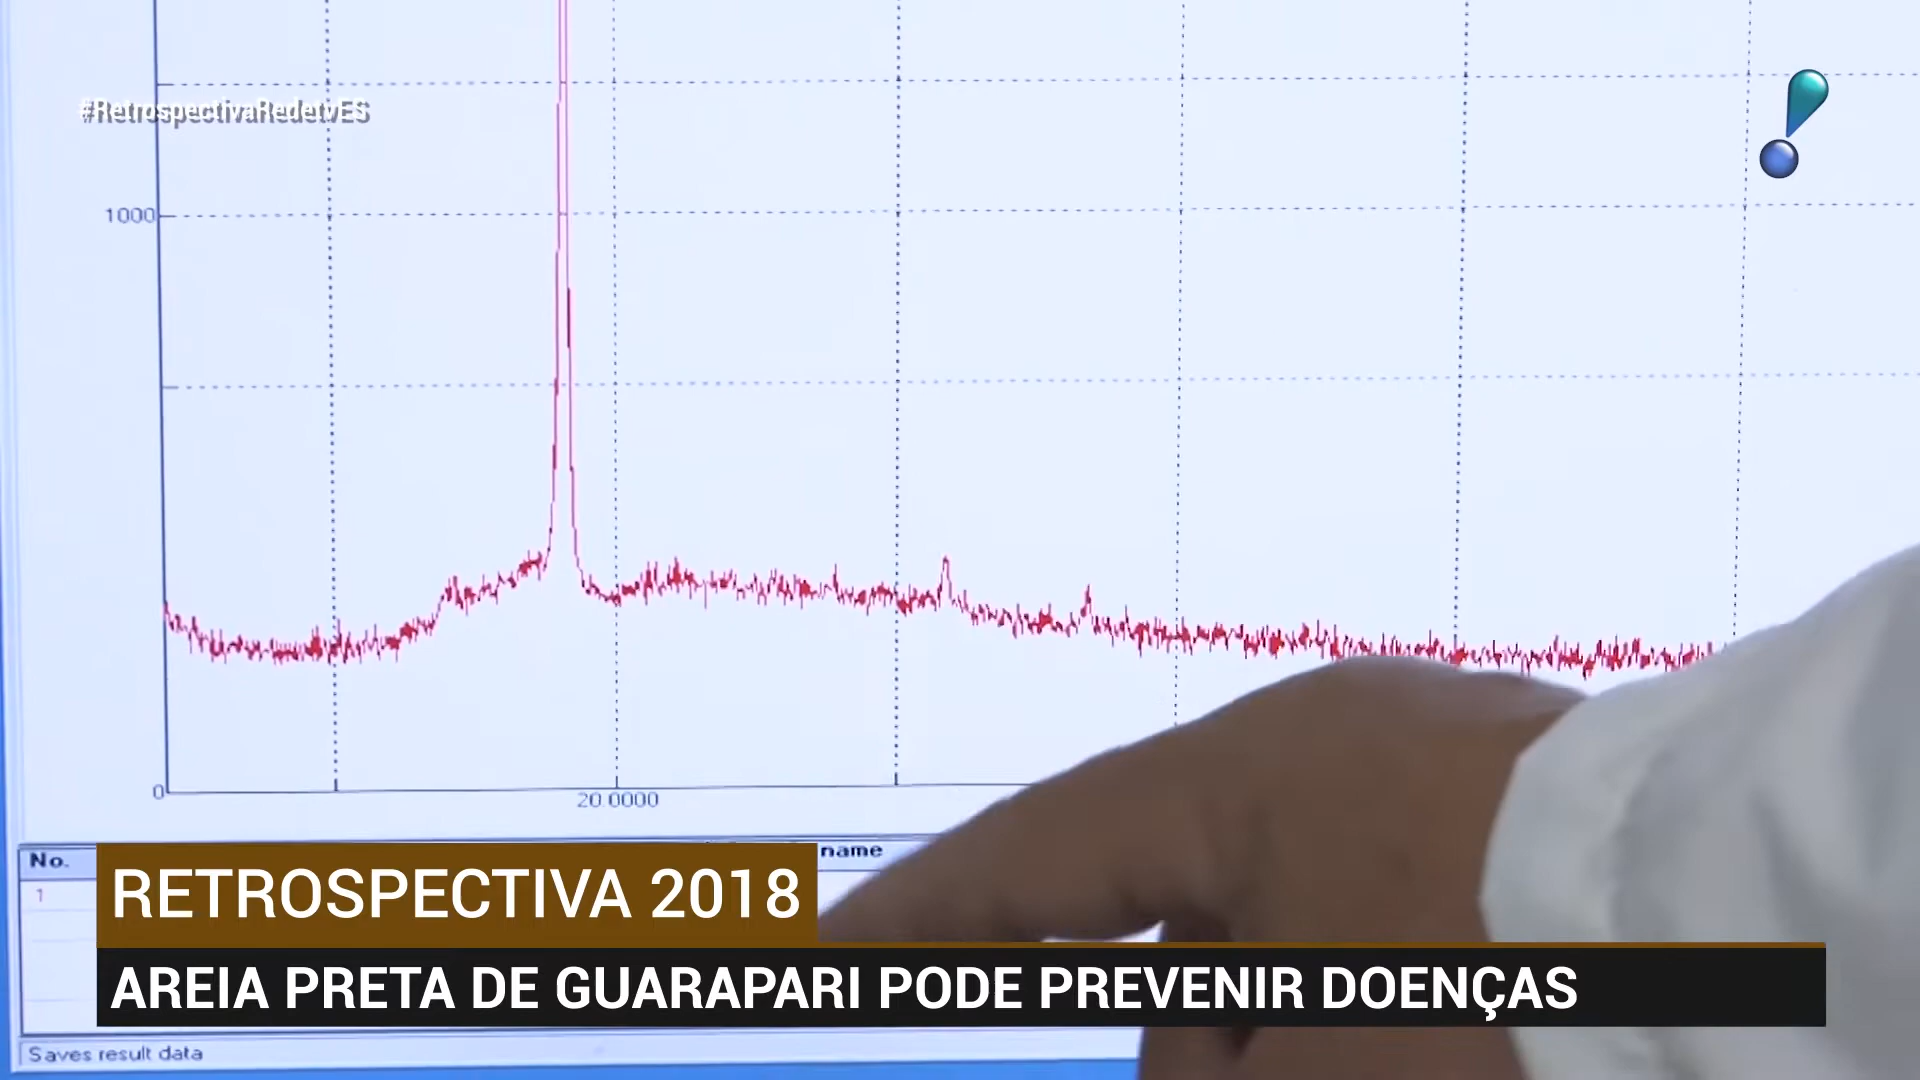 #RetrospectivaRedetvES
1000
0
20.0000
No.
name
1
RETROSPECTIVA 2018
AREIA PRETA DE GUARAPARI PODE PREVENIR DOENÇAS
Saves result data